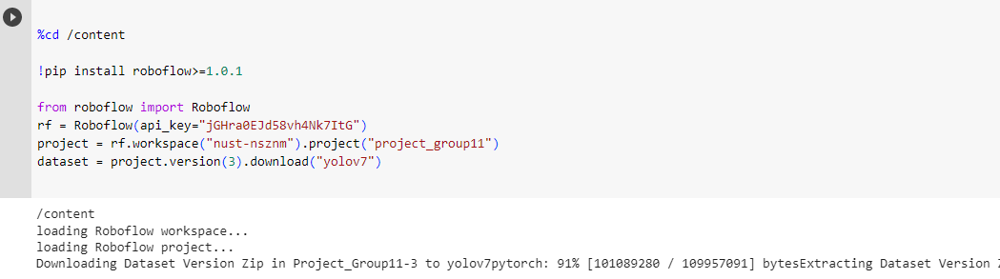 %cd /content
!pip install roboflow>=1.0.1
from roboflow import Roboflow
rf = Roboflow(api_key="jGHra0EJd58vh4Nk7ItG")
project = rf.workspace("nust-nsznm").project("project_group11")
dataset = project.version(3).download("yolov7")
/content
loading Roboflow workspace...
loading Roboflow project...
Downloading Dataset Version Zip in Project_Group11-3 to yolov7pytorch: 91% [101089280 / 109957091] bytesExtracting Dataset Version